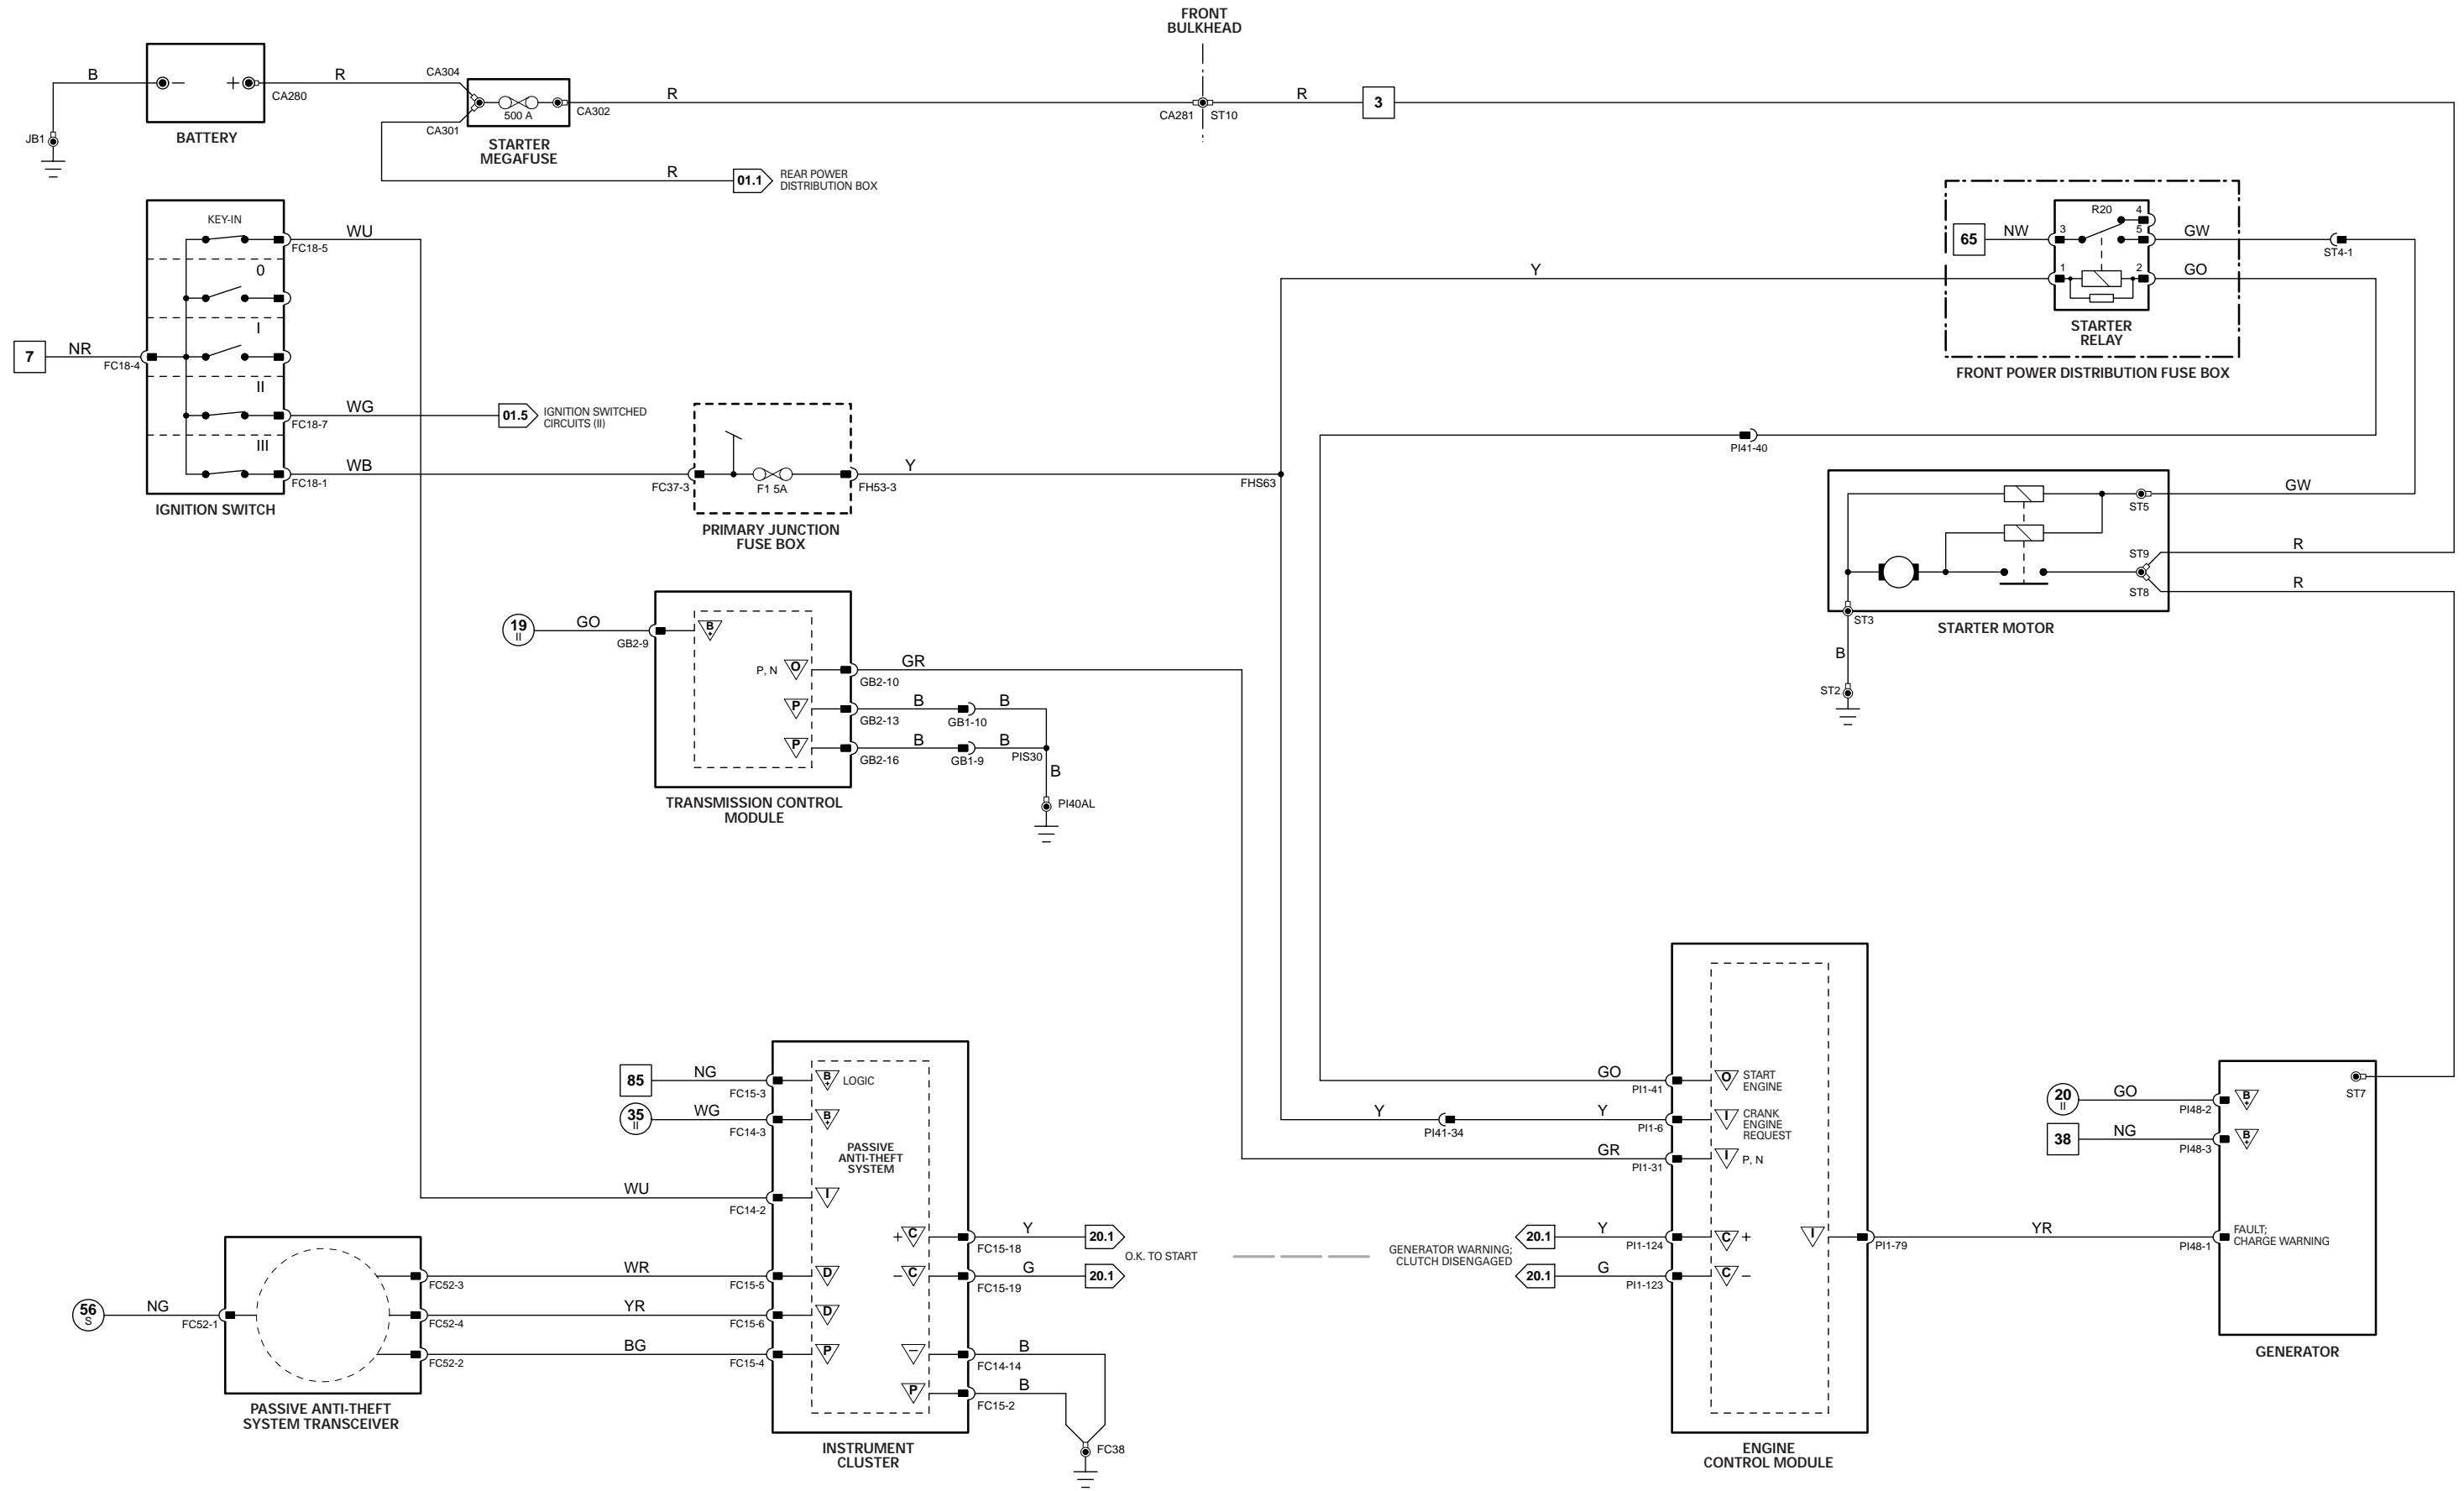 FRONT
BULKHEAD
B
R
CA304
CA280
R
R
3
500 A
CA302
CA281
ST10
JB1
BATTERY
CA301
STARTER
MEGAFUSE
R
01.1
REAR POWER
DISTRIBUTION BOX
KEY-IN
WU
FC18-5
0
I
7
NR
FC18-4
II
WG
FC18-7
01.5
IGNITION SWITCHED
CIRCUITS (II)
III
WB
FC18-1
IGNITION SWITCH
FC37-3
F1 5A
FH53-3
Y
FHS63
PRIMARY JUNCTION
FUSE BOX
Y
R20
4
65
NW
3
5
GW
ST4-1
1
2
GO
STARTER
RELAY
FRONT POWER DISTRIBUTION FUSE BOX
PI41-40
GW
ST5
ST9
R
ST8
R
ST3
STARTER MOTOR
B
ST2
19
II
GO
GB2-9
B
+
P, N
O
GR
GB2-10
P
B
B
GB2-13
GB1-10
P
B
B
GB2-16
GB1-9
PIS30
B
PI40AL
TRANSMISSION CONTROL
MODULE
85
NG
FC15-3
B
+
LOGIC
35
II
WG
FC14-3
B
+
PASSIVE
ANTI-THEFT
SYSTEM
WU
FC14-2
I
+
C
Y
FC15-18
20.1
O.K. TO START
–
C
G
FC15-19
20.1
WR
FC52-3
FC15-5
D
56
S
NG
FC52-1
YR
FC52-4
FC15-6
D
BG
FC52-2
FC15-4
P
–
B
FC14-14
P
B
FC15-2
FC38
PASSIVE ANTI-THEFT
SYSTEM TRANSCEIVER
INSTRUMENT
CLUSTER
GO
PI1-41
O
START
ENGINE
Y
PI41-34
Y
PI1-6
I
CRANK
ENGINE
REQUEST
GR
PI1-31
I
P, N
GENERATOR WARNING;
CLUTCH DISENGAGED
20.1
Y
PI1-124
C
+
20.1
G
PI1-123
C
–
I
PI1-79
YR
ENGINE
CONTROL MODULE
ST7
20
II
GO
PI48-2
B
+
38
NG
PI48-3
B
+
PI48-1
FAULT;
CHARGE WARNING
GENERATOR